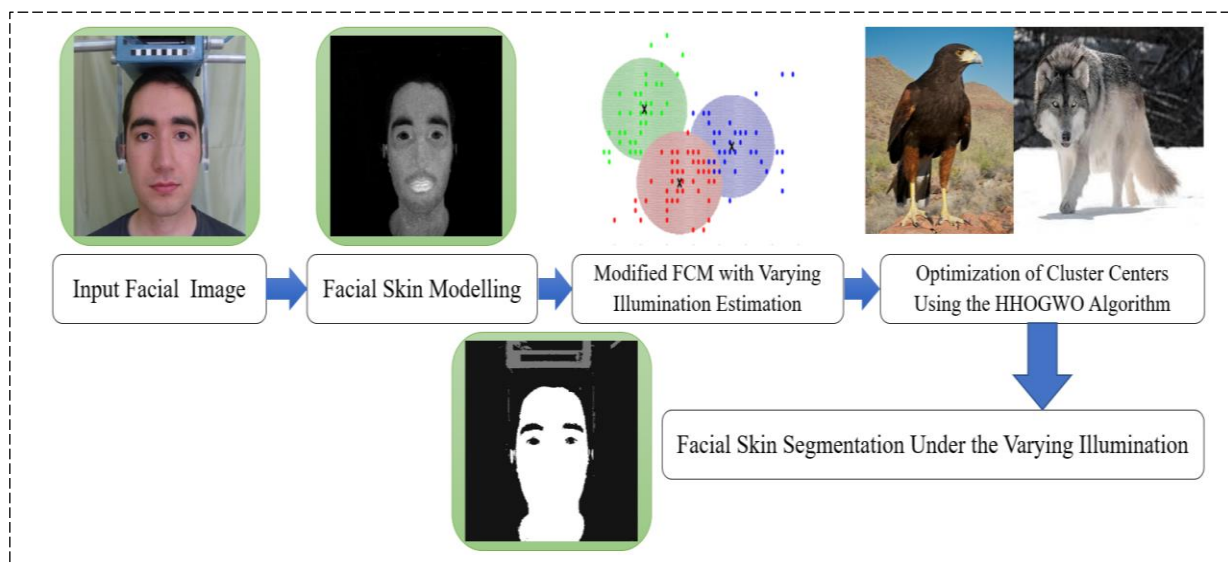 Input Facial Image
Facial Skin Modelling
Modified FCM with Varying
Illumination Estimation
Optimization of Cluster Centers
Using the HHOGWO Algorithm
Facial Skin Segmentation Under the Varying Illumination